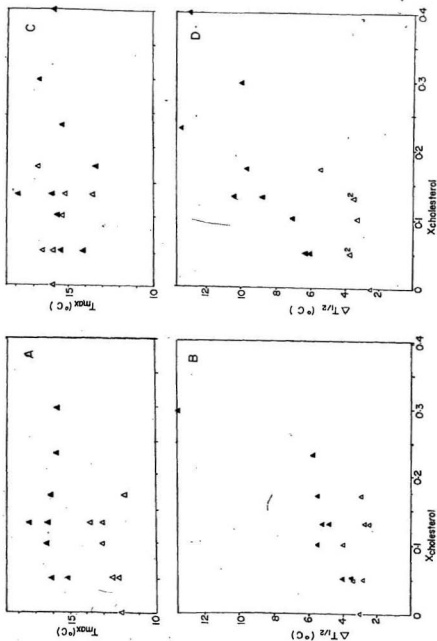 A
Tmax (°C)
15
10
C
Tmax (°C)
15
10
B
ΔT1/2 (°C)
12
10
8
6
4
2
0 0·1 0·2 0·3 0·4
Xcholesterol
D
ΔT1/2 (°C)
12
10
8
6
4
2
2
2
0 0·1 0·2 0·3 0·4
Xcholesterol